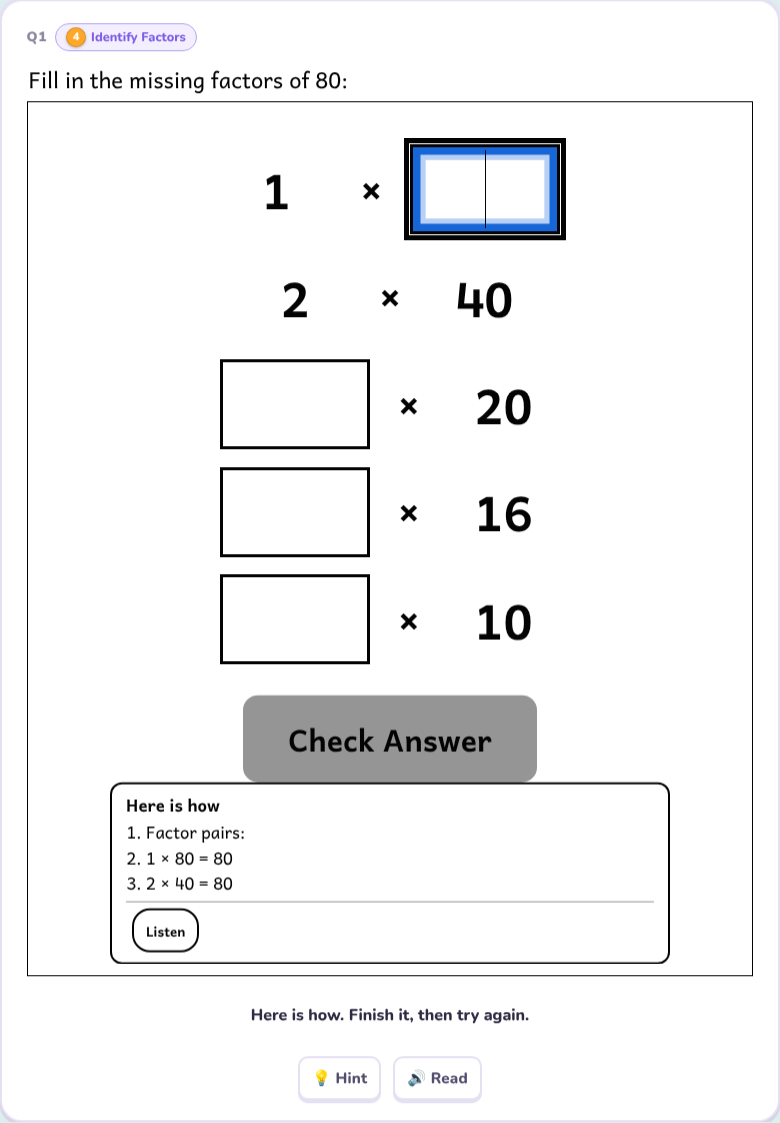 Q1 4 Identify Factors
Fill in the missing factors of 80:
1 ×
2 × 40
× 20
× 16
× 10
Check Answer
Here is how
1. Factor pairs:
2. 1 × 80 = 80
3. 2 × 40 = 80
Listen
Here is how. Finish it, then try again.
💡 Hint 🔊 Read